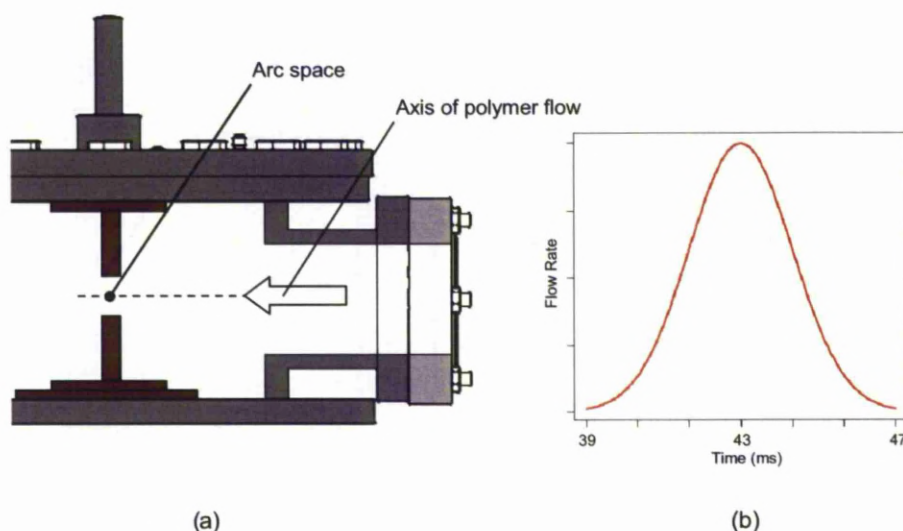 Arc space
Axis of polymer flow
Flow Rate
39
43
47
Time (ms)
(a)
(b)